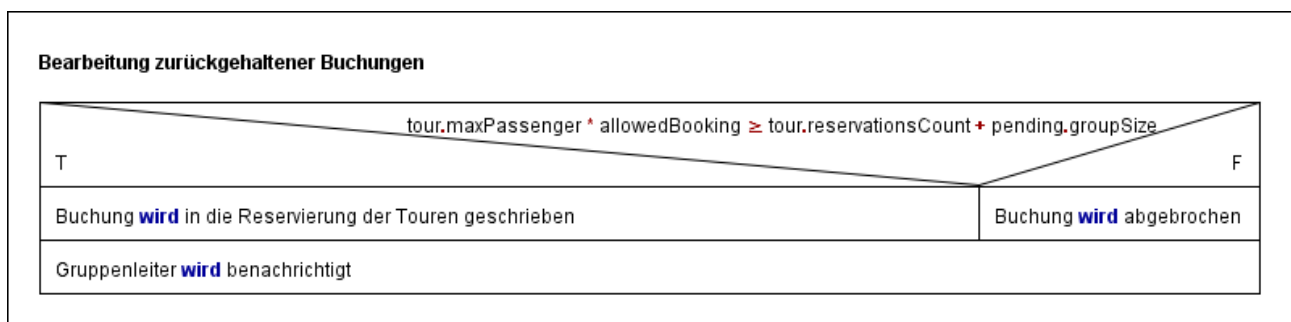 Bearbeitung zurückgehaltener Buchungen
tour.maxPassenger * allowedBooking ≥ tour.reservationsCount + pending.groupSize
T
F
Buchung wird in die Reservierung der Touren geschrieben
Buchung wird abgebrochen
Gruppenleiter wird benachrichtigt